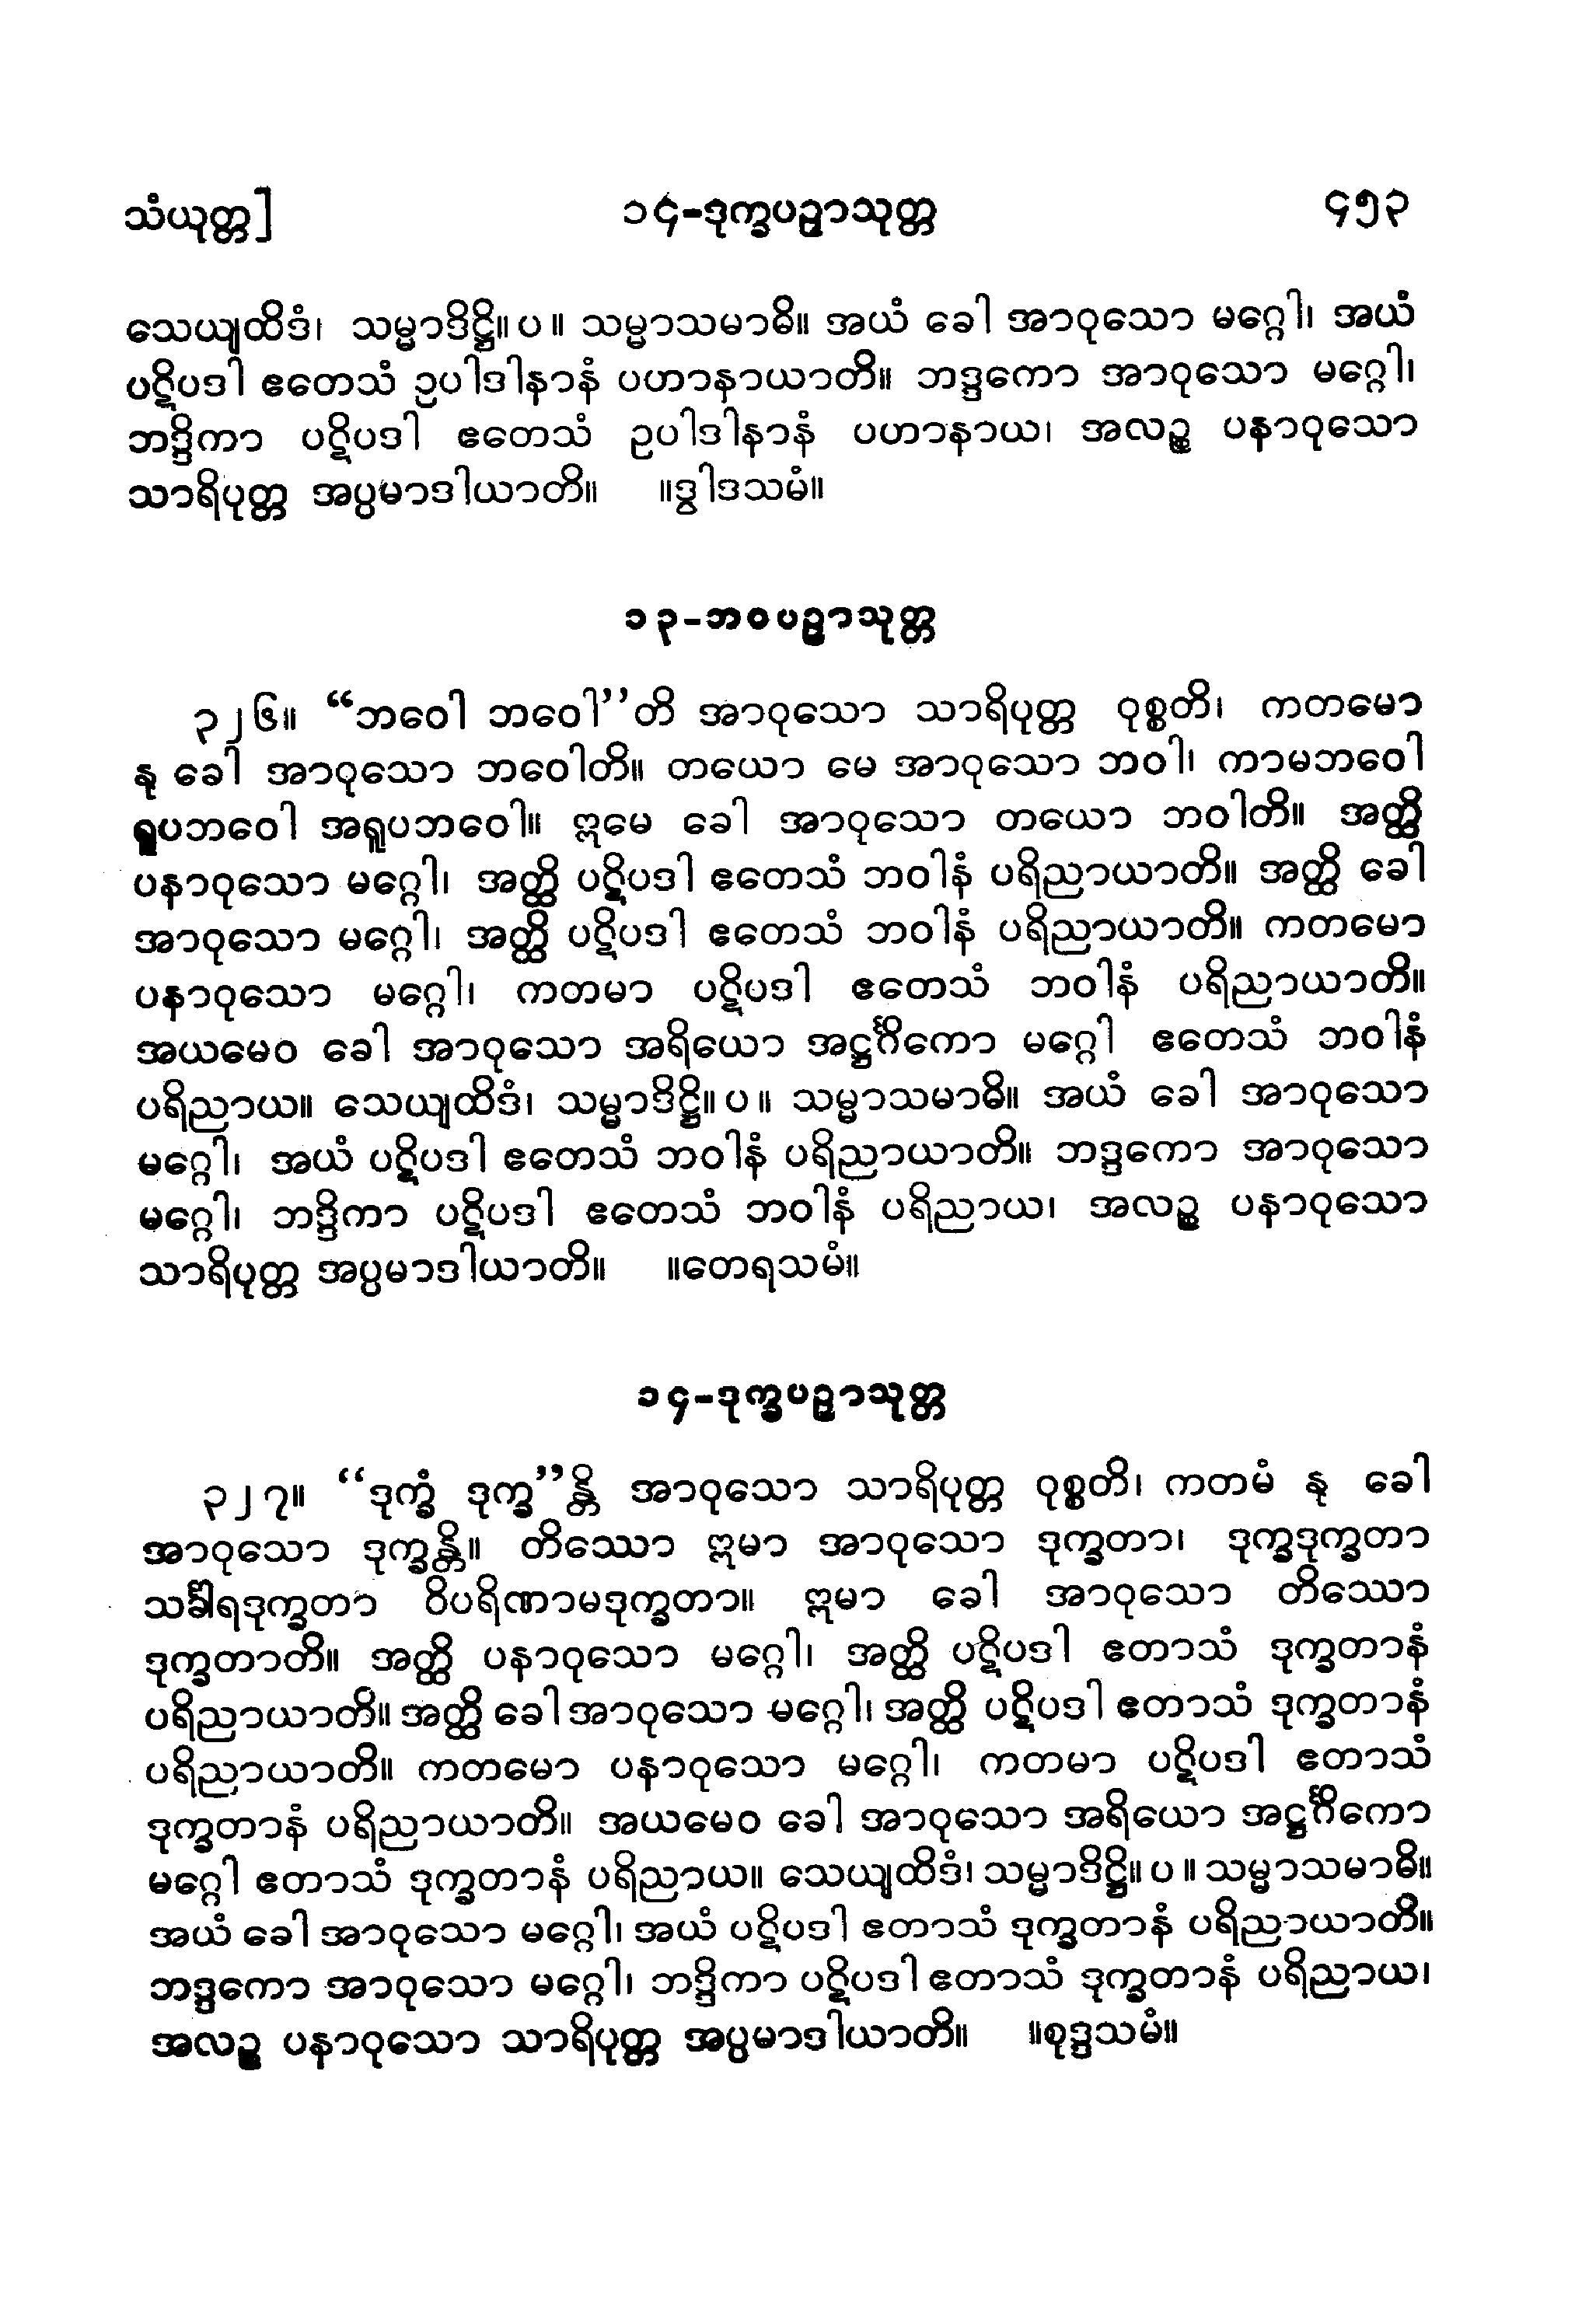 သံယုတ္တ]
၁၄-ဒုက္ခပဉှာသုတ္တ
၄၅၃
သေယျထိဒံ၊ သမ္မာဒိဋ္ဌိ။ ပ ။ သမ္မာသမာဓိ။ အယံ ခေါ အာဝုသော မဂ္ဂေါ၊ အယံ
ပဋိပဒါ ဧတေသံ ဥပါဒါနာနံ ပဟာနာယာတိ။ ဘဒ္ဒကော အာဝုသော မဂ္ဂေါ၊
ဘဒ္ဒိကာ ပဋိပဒါ ဧတေသံ ဥပါဒါနာနံ ပဟာနာယ၊ အလဉ္စ ပနာဝုသော
သာရိပုတ္တ အပ္ပမာဒါယာတိ။ ။ဒွါဒသမံ။
၁၃-ဘဝပဉှာသုတ္တ
၃၂၆။ “ဘဝေါ ဘဝေါ”တိ အာဝုသော သာရိပုတ္တ ဝုစ္စတိ၊ ကတမော
နု ခေါ အာဝုသော ဘဝေါတိ။ တယော မေ အာဝုသော ဘဝါ၊ ကာမဘဝေါ
ရူပဘဝေါ အရူပဘဝေါ။ ဣမေ ခေါ အာဝုသော တယော ဘဝါတိ။ အတ္ထိ
ပနာဝုသော မဂ္ဂေါ၊ အတ္ထိ ပဋိပဒါ ဧတေသံ ဘဝါနံ ပရိညာယာတိ။ အတ္ထိ ခေါ
အာဝုသော မဂ္ဂေါ၊ အတ္ထိ ပဋိပဒါ ဧတေသံ ဘဝါနံ ပရိညာယာတိ။ ကတမော
ပနာဝုသော မဂ္ဂေါ၊ ကတမာ ပဋိပဒါ ဧတေသံ ဘဝါနံ ပရိညာယာတိ။
အယမေဝ ခေါ အာဝုသော အရိယော အဋ္ဌင်္ဂိကော မဂ္ဂေါ ဧတေသံ ဘဝါနံ
ပရိညာယ။ သေယျထိဒံ၊ သမ္မာဒိဋ္ဌိ။ ပ ။ သမ္မာသမာဓိ။ အယံ ခေါ အာဝုသော
မဂ္ဂေါ၊ အယံ ပဋိပဒါ ဧတေသံ ဘဝါနံ ပရိညာယာတိ။ ဘဒ္ဒကော အာဝုသော
မဂ္ဂေါ၊ ဘဒ္ဒိကာ ပဋိပဒါ ဧတေသံ ဘဝါနံ ပရိညာယ၊ အလဉ္စ ပနာဝုသော
သာရိပုတ္တ အပ္ပမာဒါယာတိ။ ။တေရသမံ။
၁၄-ဒုက္ခပဉှာသုတ္တ
၃၂၇။ “ဒုက္ခံ ဒုက္ခ”န္တိ အာဝုသော သာရိပုတ္တ ဝုစ္စတိ၊ ကတမံ နု ခေါ
အာဝုသော ဒုက္ခန္တိ။ တိဿော ဣမာ အာဝုသော ဒုက္ခတာ၊ ဒုက္ခဒုက္ခတာ
သင်္ခါရဒုက္ခတာ ဝိပရိဏာမဒုက္ခတာ။ ဣမာ ခေါ အာဝုသော တိဿော
ဒုက္ခတာတိ။ အတ္ထိ ပနာဝုသော မဂ္ဂေါ၊ အတ္ထိ ပဋိပဒါ ဧတာသံ ဒုက္ခတာနံ
ပရိညာယာတိ။ အတ္ထိ ခေါ အာဝုသော မဂ္ဂေါ၊ အတ္ထိ ပဋိပဒါ ဧတာသံ ဒုက္ခတာနံ
ပရိညာယာတိ။ ကတမော ပနာဝုသော မဂ္ဂေါ၊ ကတမာ ပဋိပဒါ ဧတာသံ
ဒုက္ခတာနံ ပရိညာယာတိ။ အယမေဝ ခေါ အာဝုသော အရိယော အဋ္ဌင်္ဂိကော
မဂ္ဂေါ ဧတာသံ ဒုက္ခတာနံ ပရိညာယ။ သေယျထိဒံ၊ သမ္မာဒိဋ္ဌိ။ ပ ။ သမ္မာသမာဓိ။
အယံ ခေါ အာဝုသော မဂ္ဂေါ၊ အယံ ပဋိပဒါ ဧတာသံ ဒုက္ခတာနံ ပရိညာယာတိ။
ဘဒ္ဒကော အာဝုသော မဂ္ဂေါ၊ ဘဒ္ဒိကာ ပဋိပဒါ ဧတာသံ ဒုက္ခတာနံ ပရိညာယ၊
အလဉ္စ ပနာဝုသော သာရိပုတ္တ အပ္ပမာဒါယာတိ။ ။စုဒ္ဒသမံ။